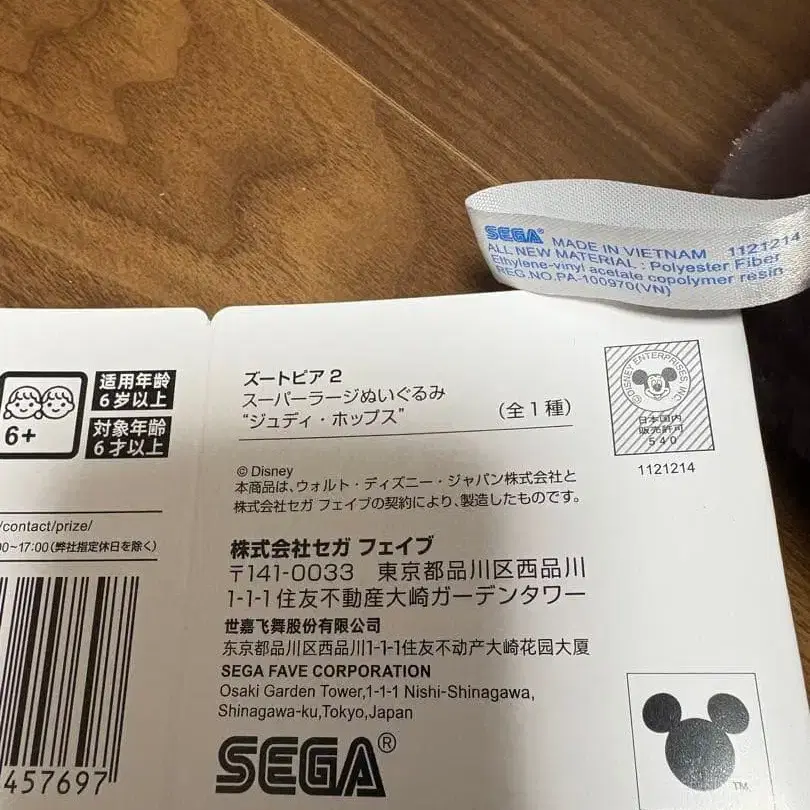 SEGA MADE IN VIETNAM 1121214
ALL NEW MATERIAL : Polyester Fiber
Ethylene-vinyl acetate copolymer resin
REG.NO.PA-100970(VN)
适用年龄
6岁以上
対象年齢
6才以上
6+
/contact/prize/
00~17:00(弊社指定休日を除く)
457697
ズートピア2
スーパーラージぬいぐるみ
“ジュディ・ホップス” (全1種)
©DISNEY ENTERPRISES, INC.
日本国内
販売許可
540
1121214
© Disney
本商品は、ウォルト・ディズニー・ジャパン株式会社と
株式会社セガ フェイブの契約により、製造したものです。
株式会社セガ フェイブ
〒141-0033 東京都品川区西品川
1-1-1 住友不動産大崎ガーデンタワー
世嘉飞舞股份有限公司
东京都品川区西品川1-1-1住友不动产大崎花园大厦
SEGA FAVE CORPORATION
Osaki Garden Tower,1-1-1 Nishi-Shinagawa,
Shinagawa-ku,Tokyo,Japan
SEGA®
TM